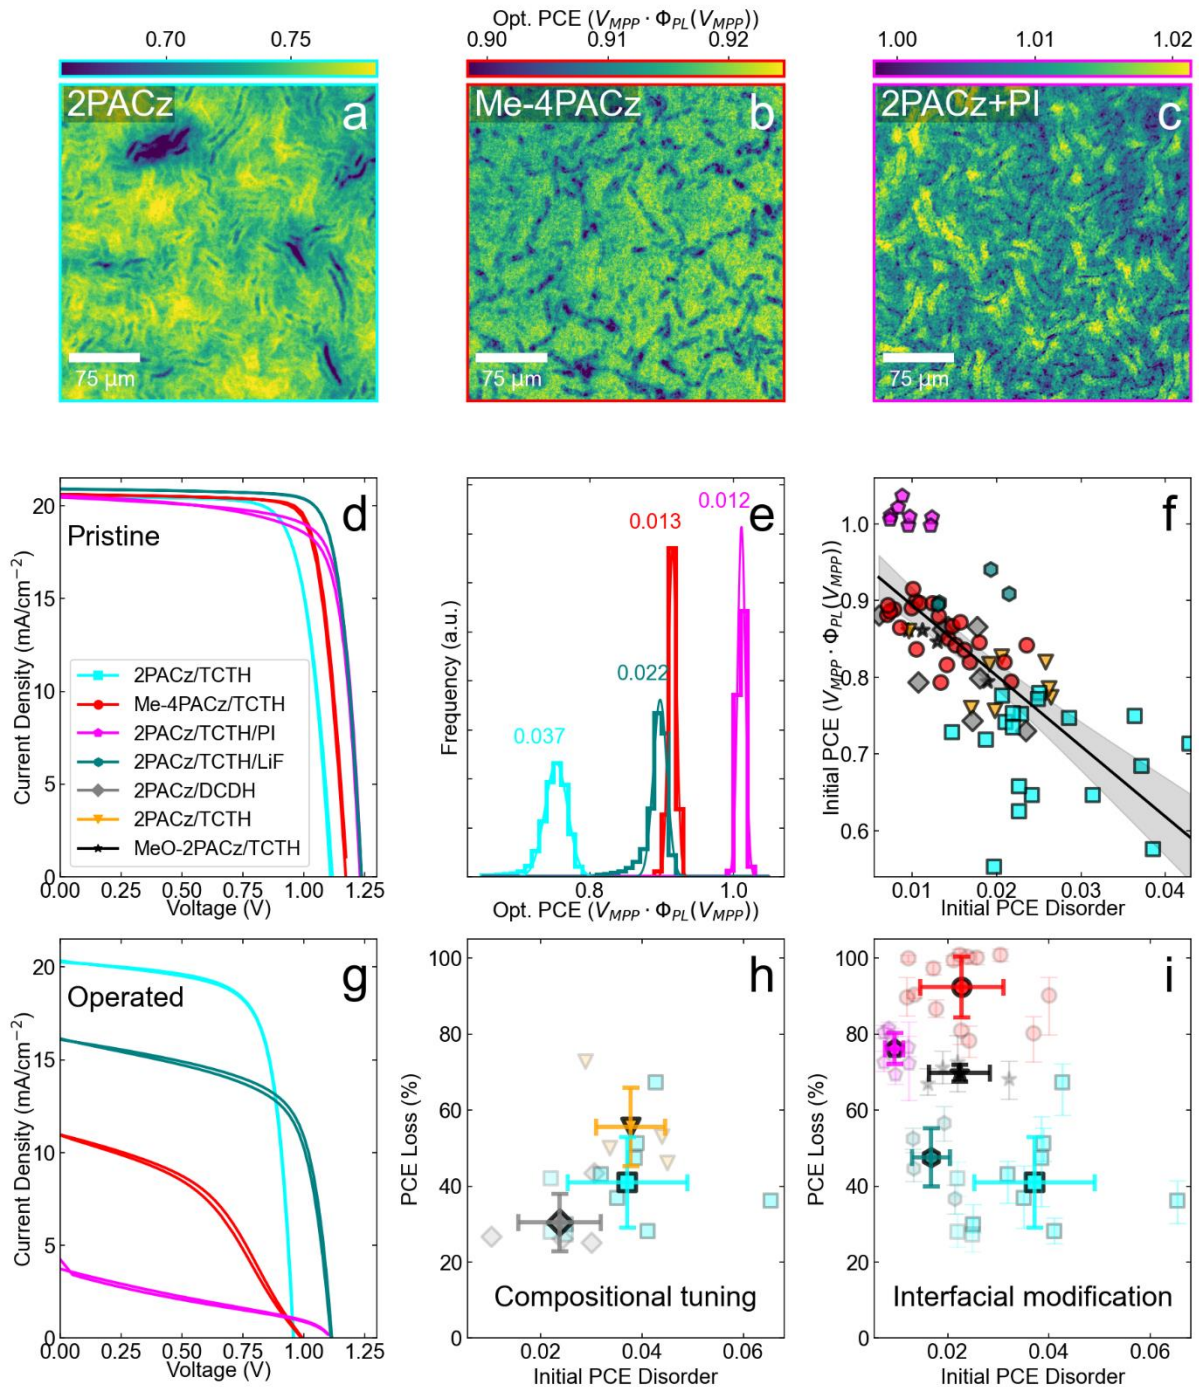 Opt. PCE (V_MPP · Φ_PL(V_MPP))
0.70 0.75 0.90 0.91 0.92 1.00 1.01 1.02
2PACz a
75 μm
Me-4PACz b
75 μm
2PACz+PI c
75 μm
d
Pristine
2PACz/TCTH
Me-4PACz/TCTH
2PACz/TCTH/PI
2PACz/TCTH/LiF
2PACz/DCDH
2PACz/TCTH
MeO-2PACz/TCTH
Current Density (mA/cm⁻²)
20
15
10
5
0
0.00 0.25 0.50 0.75 1.00 1.25
Voltage (V)
e
0.012
0.013
0.022
0.037
Frequency (a.u.)
0.8 1.0
Opt. PCE (V_MPP · Φ_PL(V_MPP))
f
Initial PCE (V_MPP · Φ_PL(V_MPP))
1.0
0.9
0.8
0.7
0.6
0.01 0.02 0.03 0.04
Initial PCE Disorder
g
Operated
Current Density (mA/cm⁻²)
20
15
10
5
0
0.00 0.25 0.50 0.75 1.00
Voltage (V)
h
PCE Loss (%)
100
80
60
40
20
0
Compositional tuning
0.02 0.04 0.06
Initial PCE Disorder
i
PCE Loss (%)
100
80
60
40
20
0
Interfacial modification
0.02 0.04 0.06
Initial PCE Disorder